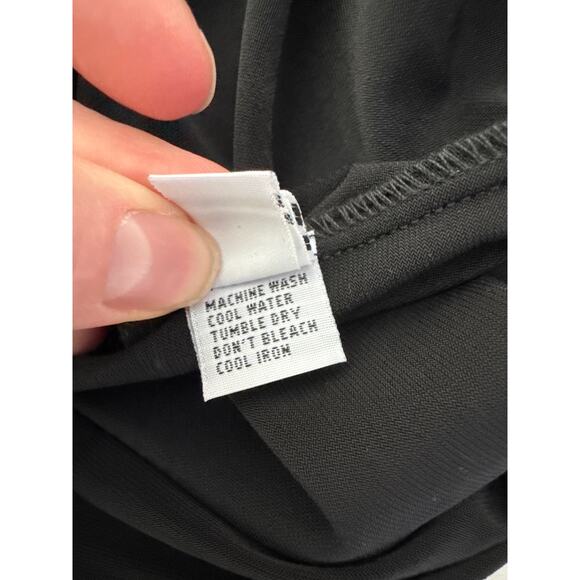 MACHINE WASH
COOL WATER
TUMBLE DRY
DON'T BLEACH
COOL IRON